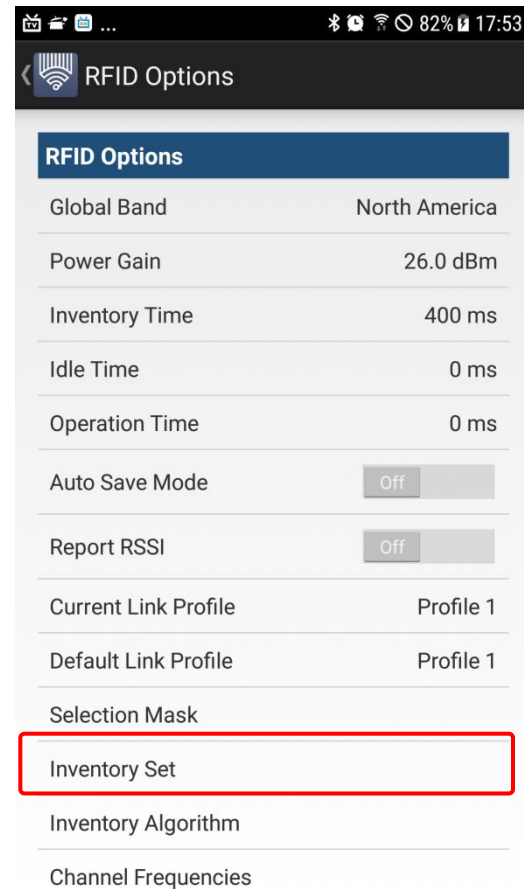 ... 82% 17:53
RFID Options
RFID Options
Global Band North America
Power Gain 26.0 dBm
Inventory Time 400 ms
Idle Time 0 ms
Operation Time 0 ms
Auto Save Mode Off
Report RSSI Off
Current Link Profile Profile 1
Default Link Profile Profile 1
Selection Mask
Inventory Set
Inventory Algorithm
Channel Frequencies